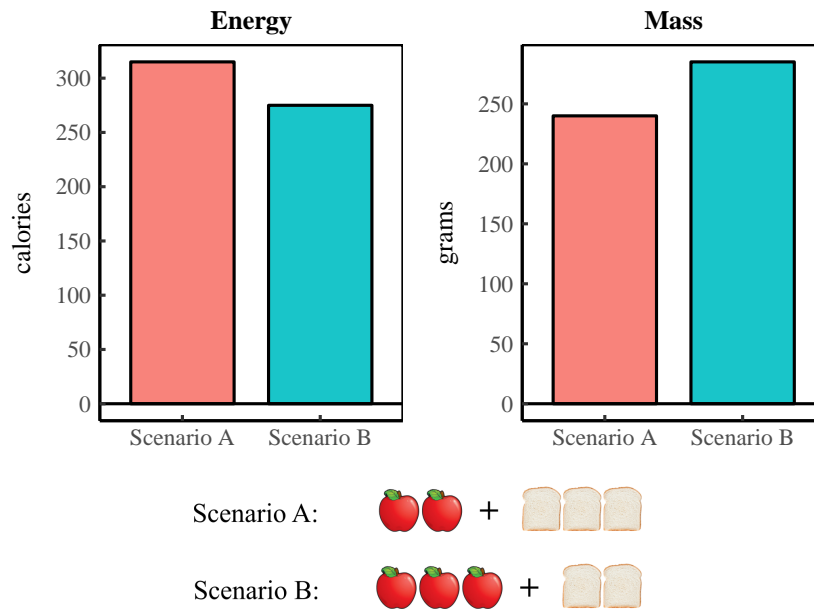 Energy
Mass
calories
300
250
200
150
100
50
0
Scenario A
Scenario B
grams
250
200
150
100
50
0
Scenario A
Scenario B
Scenario A:
+
Scenario B:
+